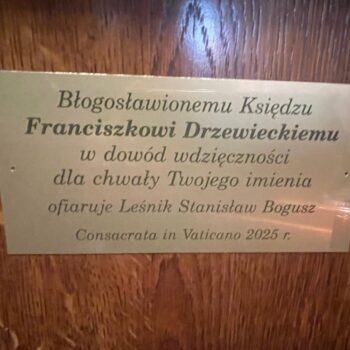 Błogosławionemu Księdzu
Franciszkowi Drzewieckiemu
w dowód wdzięczności
dla chwały Twojego imienia
ofiaruje Leśnik Stanisław Bogusz
Consacrata in Vaticano 2025 r.